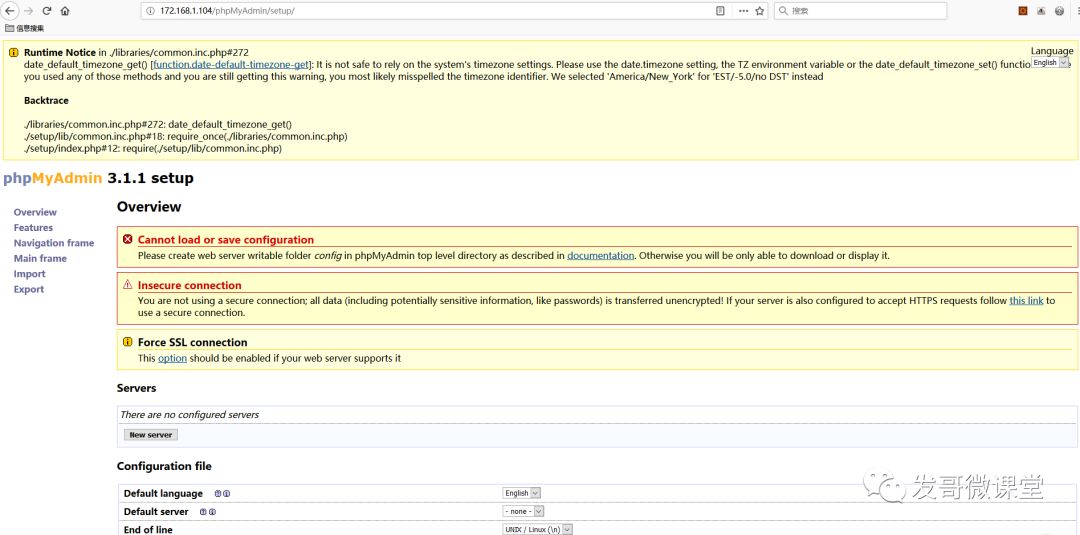 172.168.1.104/phpMyAdmin/setup/
搜索
信息搜集
Runtime Notice in ./libraries/common.inc.php#272
Language
date_default_timezone_get() [function.date-default-timezone-get]: It is not safe to rely on the system's timezone settings. Please use the date.timezone setting, the TZ environment variable or the date_default_timezone_set() function
English
you used any of those methods and you are still getting this warning, you most likely misspelled the timezone identifier. We selected 'America/New_York' for 'EST/-5.0/no DST' instead
Backtrace
./libraries/common.inc.php#272: date_default_timezone_get()
./setup/lib/common.inc.php#18: require_once(./libraries/common.inc.php)
./setup/index.php#12: require(./setup/lib/common.inc.php)
phpMyAdmin 3.1.1 setup
Overview
Features
Navigation frame
Main frame
Import
Export
Overview
Cannot load or save configuration
Please create web server writable folder config in phpMyAdmin top level directory as described in documentation. Otherwise you will be only able to download or display it.
Insecure connection
You are not using a secure connection; all data (including potentially sensitive information, like passwords) is transferred unencrypted! If your server is also configured to accept HTTPS requests follow this link to
use a secure connection.
Force SSL connection
This option should be enabled if your web server supports it
Servers
There are no configured servers
New server
Configuration file
Default language English
Default server - none -
End of line UNIX / Linux (\n)
发哥微课堂